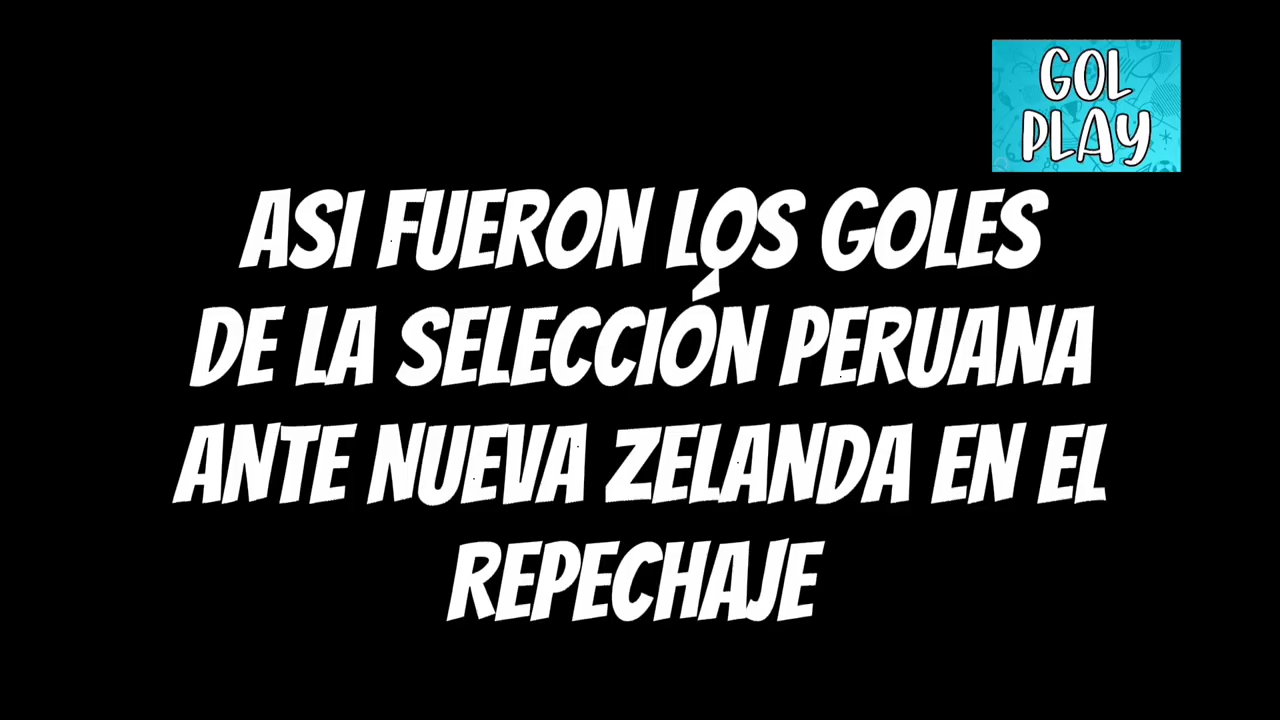 GOL
PLAY
ASI FUERON LOS GOLES
DE LA SELECCIÓN PERUANA
ANTE NUEVA ZELANDA EN EL
REPECHAJE